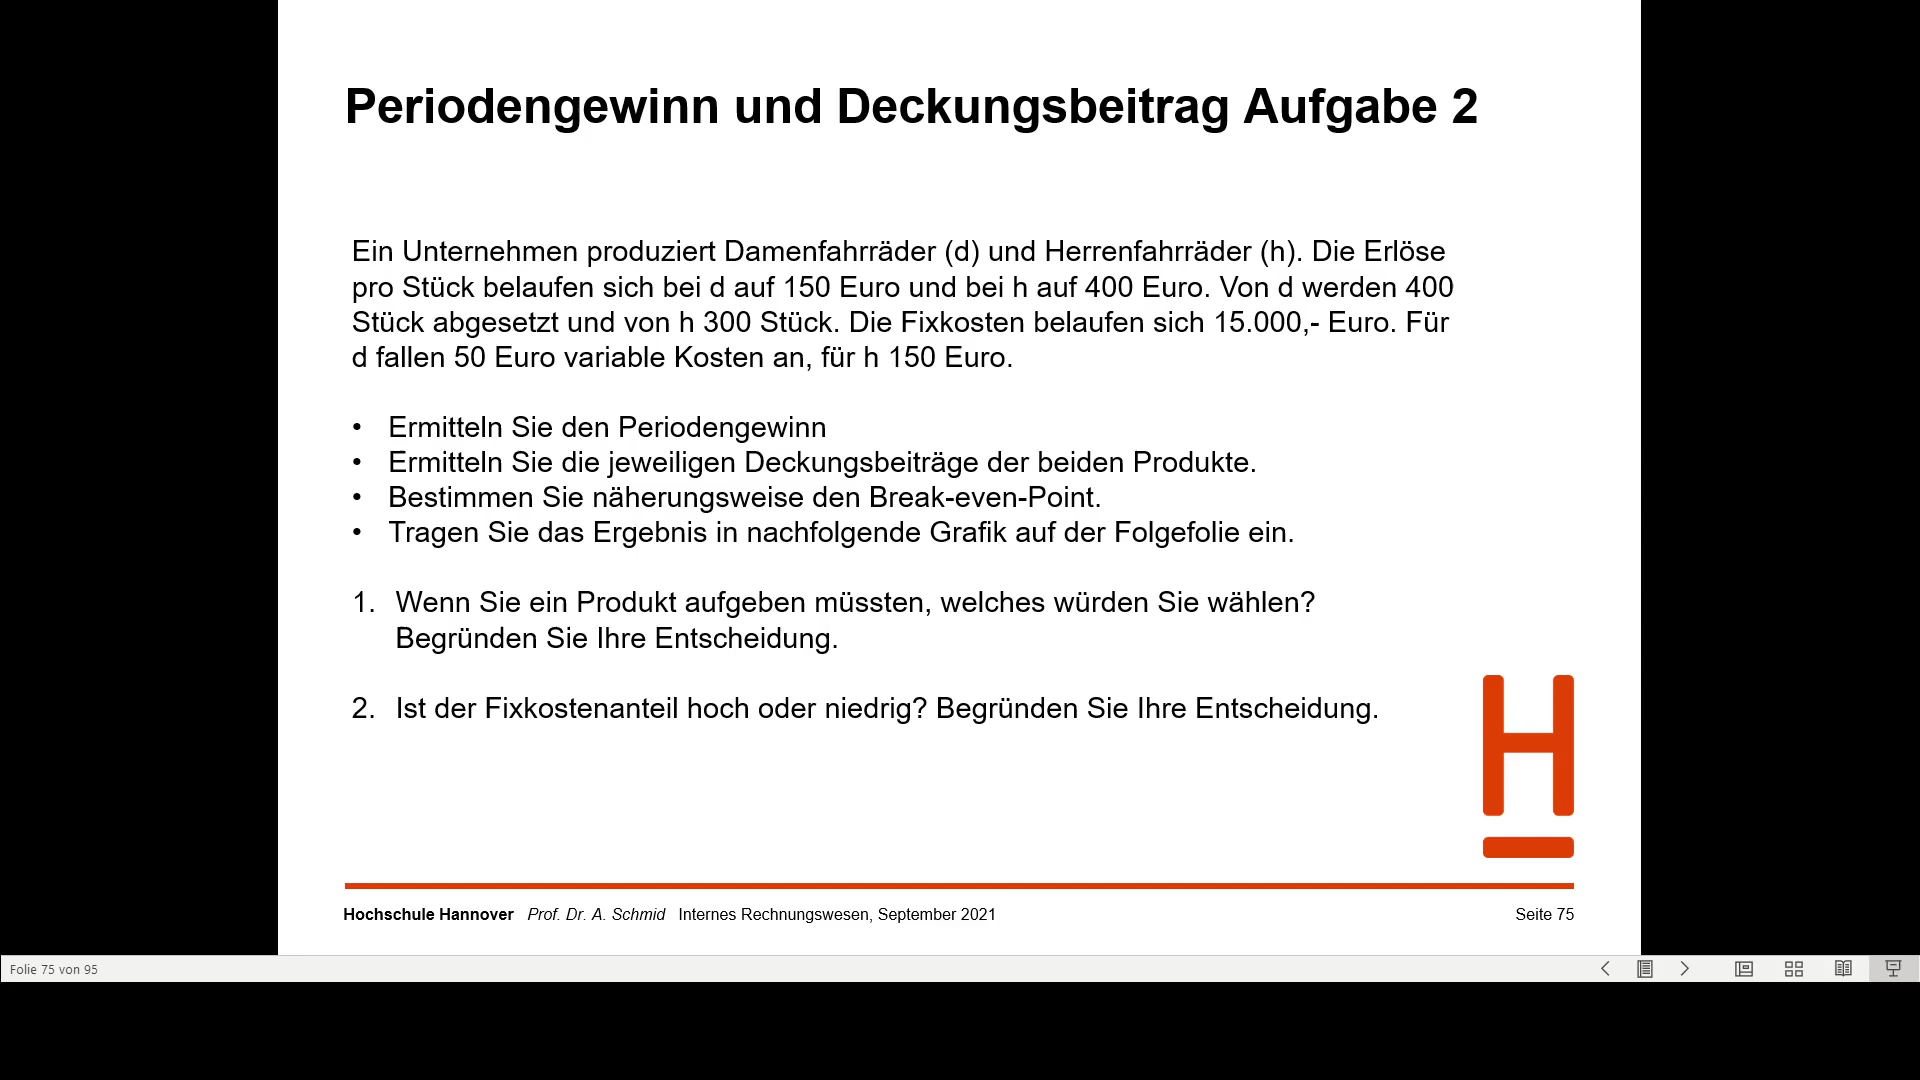 Periodengewinn und Deckungsbeitrag Aufgabe 2
Ein Unternehmen produziert Damenfahrräder (d) und Herrenfahrräder (h). Die Erlöse
pro Stück belaufen sich bei d auf 150 Euro und bei h auf 400 Euro. Von d werden 400
Stück abgesetzt und von h 300 Stück. Die Fixkosten belaufen sich 15.000,- Euro. Für
d fallen 50 Euro variable Kosten an, für h 150 Euro.
• Ermitteln Sie den Periodengewinn
• Ermitteln Sie die jeweiligen Deckungsbeiträge der beiden Produkte.
• Bestimmen Sie näherungsweise den Break-even-Point.
• Tragen Sie das Ergebnis in nachfolgende Grafik auf der Folgefolie ein.
1. Wenn Sie ein Produkt aufgeben müssten, welches würden Sie wählen?
Begründen Sie Ihre Entscheidung.
2. Ist der Fixkostenanteil hoch oder niedrig? Begründen Sie Ihre Entscheidung.
H
Hochschule Hannover Prof. Dr. A. Schmid Internes Rechnungswesen, September 2021 Seite 75
Folie 75 von 95